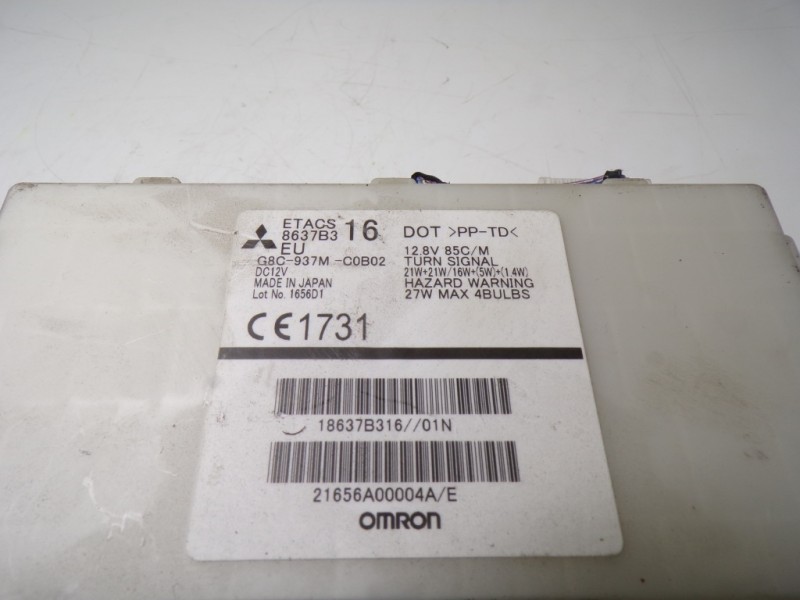 ETACS
8637B3 16
EU
G8C-937M -C0B02
DC12V
MADE IN JAPAN
Lot No. 1656D1
DOT >PP-TD<
12.8V 85C/M
TURN SIGNAL
21W+21W/16W+(5W)+(1.4W)
HAZARD WARNING
27W MAX 4BULBS
CE1731
18637B316//01N
21656A00004A/E
OMRON